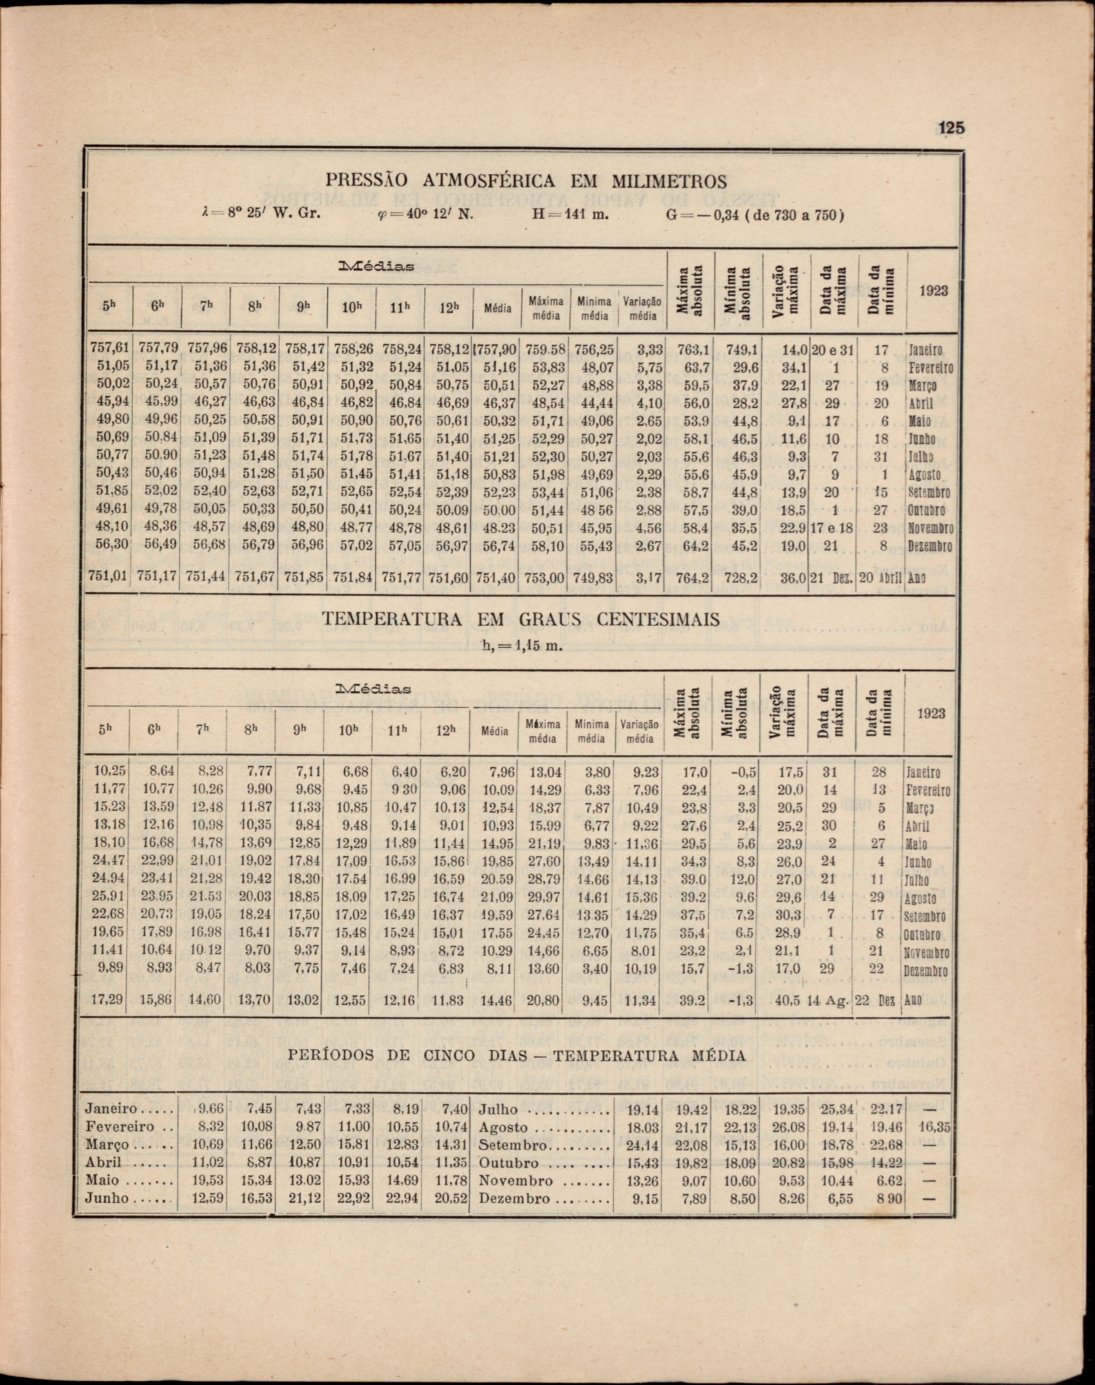 125
PRESSÃO ATMOSFÉRICA EM MILIMETROS
λ = 8º 25′ W. Gr. φ = 40º 12′ N. H = 141 m. G = — 0,34 (de 730 a 750)
Médias Máxima absoluta Mínima absoluta Variação máxima Data da máxima Data da mínima 1923
5h 6h 7h 8h 9h 10h 11h 12h Média Máxima média Minima média Variação média
757,61 757,79 757,96 758,12 758,17 758,26 758,24 758,12 757,90 759.58 756,25 3,33 763,1 749,1 14,0 20 e 31 17 Janeiro
51,05 51,17 51,36 51,36 51,42 51,32 51,24 51,05 51,16 53,83 48,07 5,75 63,7 29,6 34,1 1 8 Fevereiro
50,02 50,24 50,57 50,76 50,91 50,92 50,84 50,75 50,51 52,27 48,88 3,38 59,5 37,9 22,1 27 19 Março
45,94 45.99 46,27 46,63 46,84 46,82 46.84 46,69 46,37 48,54 44,44 4,10 56,0 28,2 27,8 29 20 Abril
49,80 49,96 50,25 50,58 50,91 50,90 50,76 50,61 50,32 51,71 49,06 2.65 53,9 44,8 9,1 17 6 Maio
50,69 50.84 51,09 51,39 51,71 51,73 51,65 51,40 51,25 52,29 50,27 2,02 58,1 46,5 11,6 10 18 Junho
50,77 50.90 51,23 51,48 51,74 51,78 51.67 51,40 51,21 52,30 50,27 2,03 55,6 46,3 9,3 7 31 Julho
50,43 50,46 50,94 51,28 51,50 51,45 51,41 51,18 50,83 51,98 49,69 2,29 55,6 45,9 9,7 9 1 Agosto
51,85 52,02 52,40 52,63 52,71 52,65 52,54 52,39 52,23 53,44 51,06 2,38 58,7 44,8 13,9 20 15 Setembro
49,61 49,78 50,05 50,33 50,50 50,41 50,24 50.09 50.00 51,44 48 56 2,88 57,5 39.0 18,5 1 27 Outubro
48,10 48,36 48,57 48,69 48,80 48.77 48,78 48,61 48.23 50,51 45,95 4.56 58.4 35.5 22.9 17 e 18 23 Novembro
56,30 56,49 56,68 56,79 56,96 57,02 57,05 56,97 56,74 58,10 55,43 2,67 64,2 45,2 19,0 21 8 Dezembro
751,01 751,17 751,44 751,67 751,85 751,84 751,77 751,60 751,40 753,00 749,83 3,17 764,2 728,2 36,0 21 Dez. 20 Abril Ano
TEMPERATURA EM GRAUS CENTESIMAIS
h, = 1,15 m.
Médias Máxima absoluta Mínima absoluta Variação máxima Data da máxima Data da mínima 1923
5h 6h 7h 8h 9h 10h 11h 12h Média Máxima média Minima média Variação média
10,25 8,64 8,28 7,77 7,11 6,68 6,40 6,20 7,96 13,04 3,80 9.23 17,0 -0,5 17,5 31 28 Janeiro
11,77 10,77 10,26 9,90 9.68 9,45 9 30 9,06 10.09 14,29 6.33 7,96 22,4 2,4 20,0 14 13 Fevereiro
15.23 13,59 12,48 11,87 11,33 10,85 10,47 10,13 12,54 18,37 7,87 10,49 23,8 3,3 20,5 29 5 Março
13,18 12,16 10,98 10,35 9,84 9,48 9,14 9,01 10,93 15,99 6,77 9,22 27,6 2,4 25,2 30 6 Abril
18,10 16,68 14,78 13,69 12,85 12,29 11,89 11,44 14,95 21,19 9,83 11,36 29,5 5,6 23,9 2 27 Maio
24,47 22,99 21,01 19,02 17,84 17,09 16,53 15,86 19,85 27,60 13,49 14,11 34,3 8,3 26,0 24 4 Junho
24,94 23,41 21,28 19,42 18,30 17.54 16,99 16.59 20.59 28,79 14.66 14,13 39.0 12,0 27,0 21 11 Julho
25,91 23.95 21.53 20,03 18,85 18.09 17,25 16,74 21,09 29,97 14,61 15,36 39.2 9,6 29,6 14 29 Agosto
22,68 20,73 19,05 18.24 17,50 17,02 16,49 16,37 19,59 27,64 13 35 14.29 37,5 7,2 30,3 7 17 Setembro
19,65 17,89 16,98 16,41 15,77 15,48 15,24 15,01 17,55 24,45 12,70 11,75 35,4 6,5 28.9 1 8 Outubro
11,41 10,64 10 12 9,70 9,37 9,14 8,93 8,72 10.29 14,66 6,65 8.01 23,2 2,1 21,1 1 21 Novembro
9,89 8,93 8,47 8,03 7,75 7,46 7,24 6,83 8,11 13,60 3,40 10,19 15,7 -1,3 17,0 29 22 Dezembro
17,29 15,86 14,60 13,70 13,02 12,55 12,16 11,83 14,46 20,80 9,45 11,34 39.2 -1,3 40,5 14 Ag. 22 Dez Ano
PERÍODOS DE CINCO DIAS — TEMPERATURA MÉDIA
Janeiro ..... 9,66 7,45 7,43 7,33 8,19 7,40 Julho ........... 19,14 19,42 18,22 19,35 25,34 22,17 —
Fevereiro .. 8,32 10,08 9 87 11,00 10,55 10,74 Agosto ........... 18.03 21,17 22,13 26,08 19,14 19,46 16,35
Março ..... 10,69 11,66 12,50 15,81 12,83 14,31 Setembro......... 24,14 22,08 15,13 16,00 18,78 22,68 —
Abril ..... 11,02 8,87 10,87 10,91 10,54 11,35 Outubro ........ 15,43 19,82 18,09 20,82 15,98 14,22 —
Maio ....... 19,53 15,34 13.02 15,93 14.69 11,78 Novembro ....... 13,26 9,07 10,60 9,53 10,44 6.62 —
Junho ...... 12,59 16,53 21,12 22,92 22,94 20,52 Dezembro ........ 9,15 7,89 8,50 8,26 6,55 8 90 —